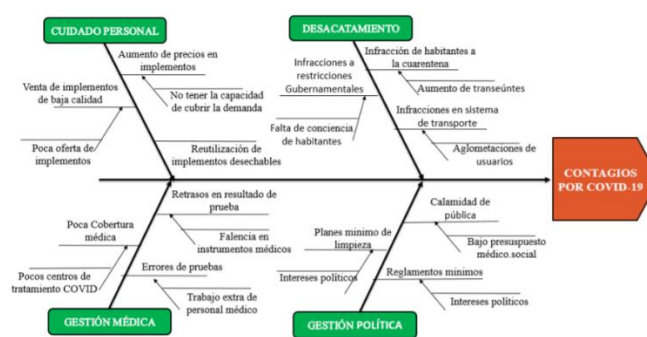 CUIDADO PERSONAL
DESACATAMIENTO
Aumento de precios en
implementos
Venta de implementos
de baja calidad
No tener la capacidad
de cubrir la demanda
Poca oferta de
implementos
Reutilización de
implementos desechables
Infracción de habitantes a
la cuarentena
Infracciones a
restricciones
Gubernamentales
Aumento de transeúntes
Infracciones en sistema
de transporte
Falta de conciencia
de habitantes
Aglometaciones de
usuarios
CONTAGIOS
POR COVID-19
Retrasos en resultado de
prueba
Poca Cobertura
médica
Falencia en
instrumentos médicos
Pocos centros de
tratamiento COVID
Errores de pruebas
Trabajo extra de
personal médico
Calamidad de
pública
Planes minimo de
limpieza
Bajo presuspuesto
médico.social
Intereses políticos
Reglamentos minimos
Intereses políticos
GESTIÓN MÉDICA
GESTIÓN POLÍTICA